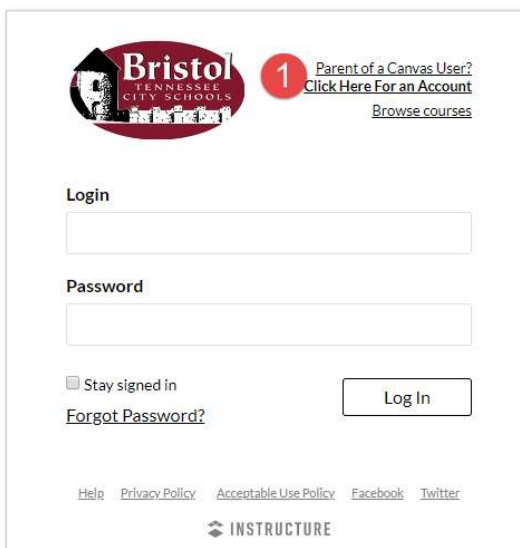 Bristol
TENNESSEE
CITY SCHOOLS
1
Parent of a Canvas User?
Click Here For an Account
Browse courses
Login
Password
Stay signed in
Log In
Forgot Password?
Help Privacy Policy Acceptable Use Policy Facebook Twitter
INSTRUCTURE